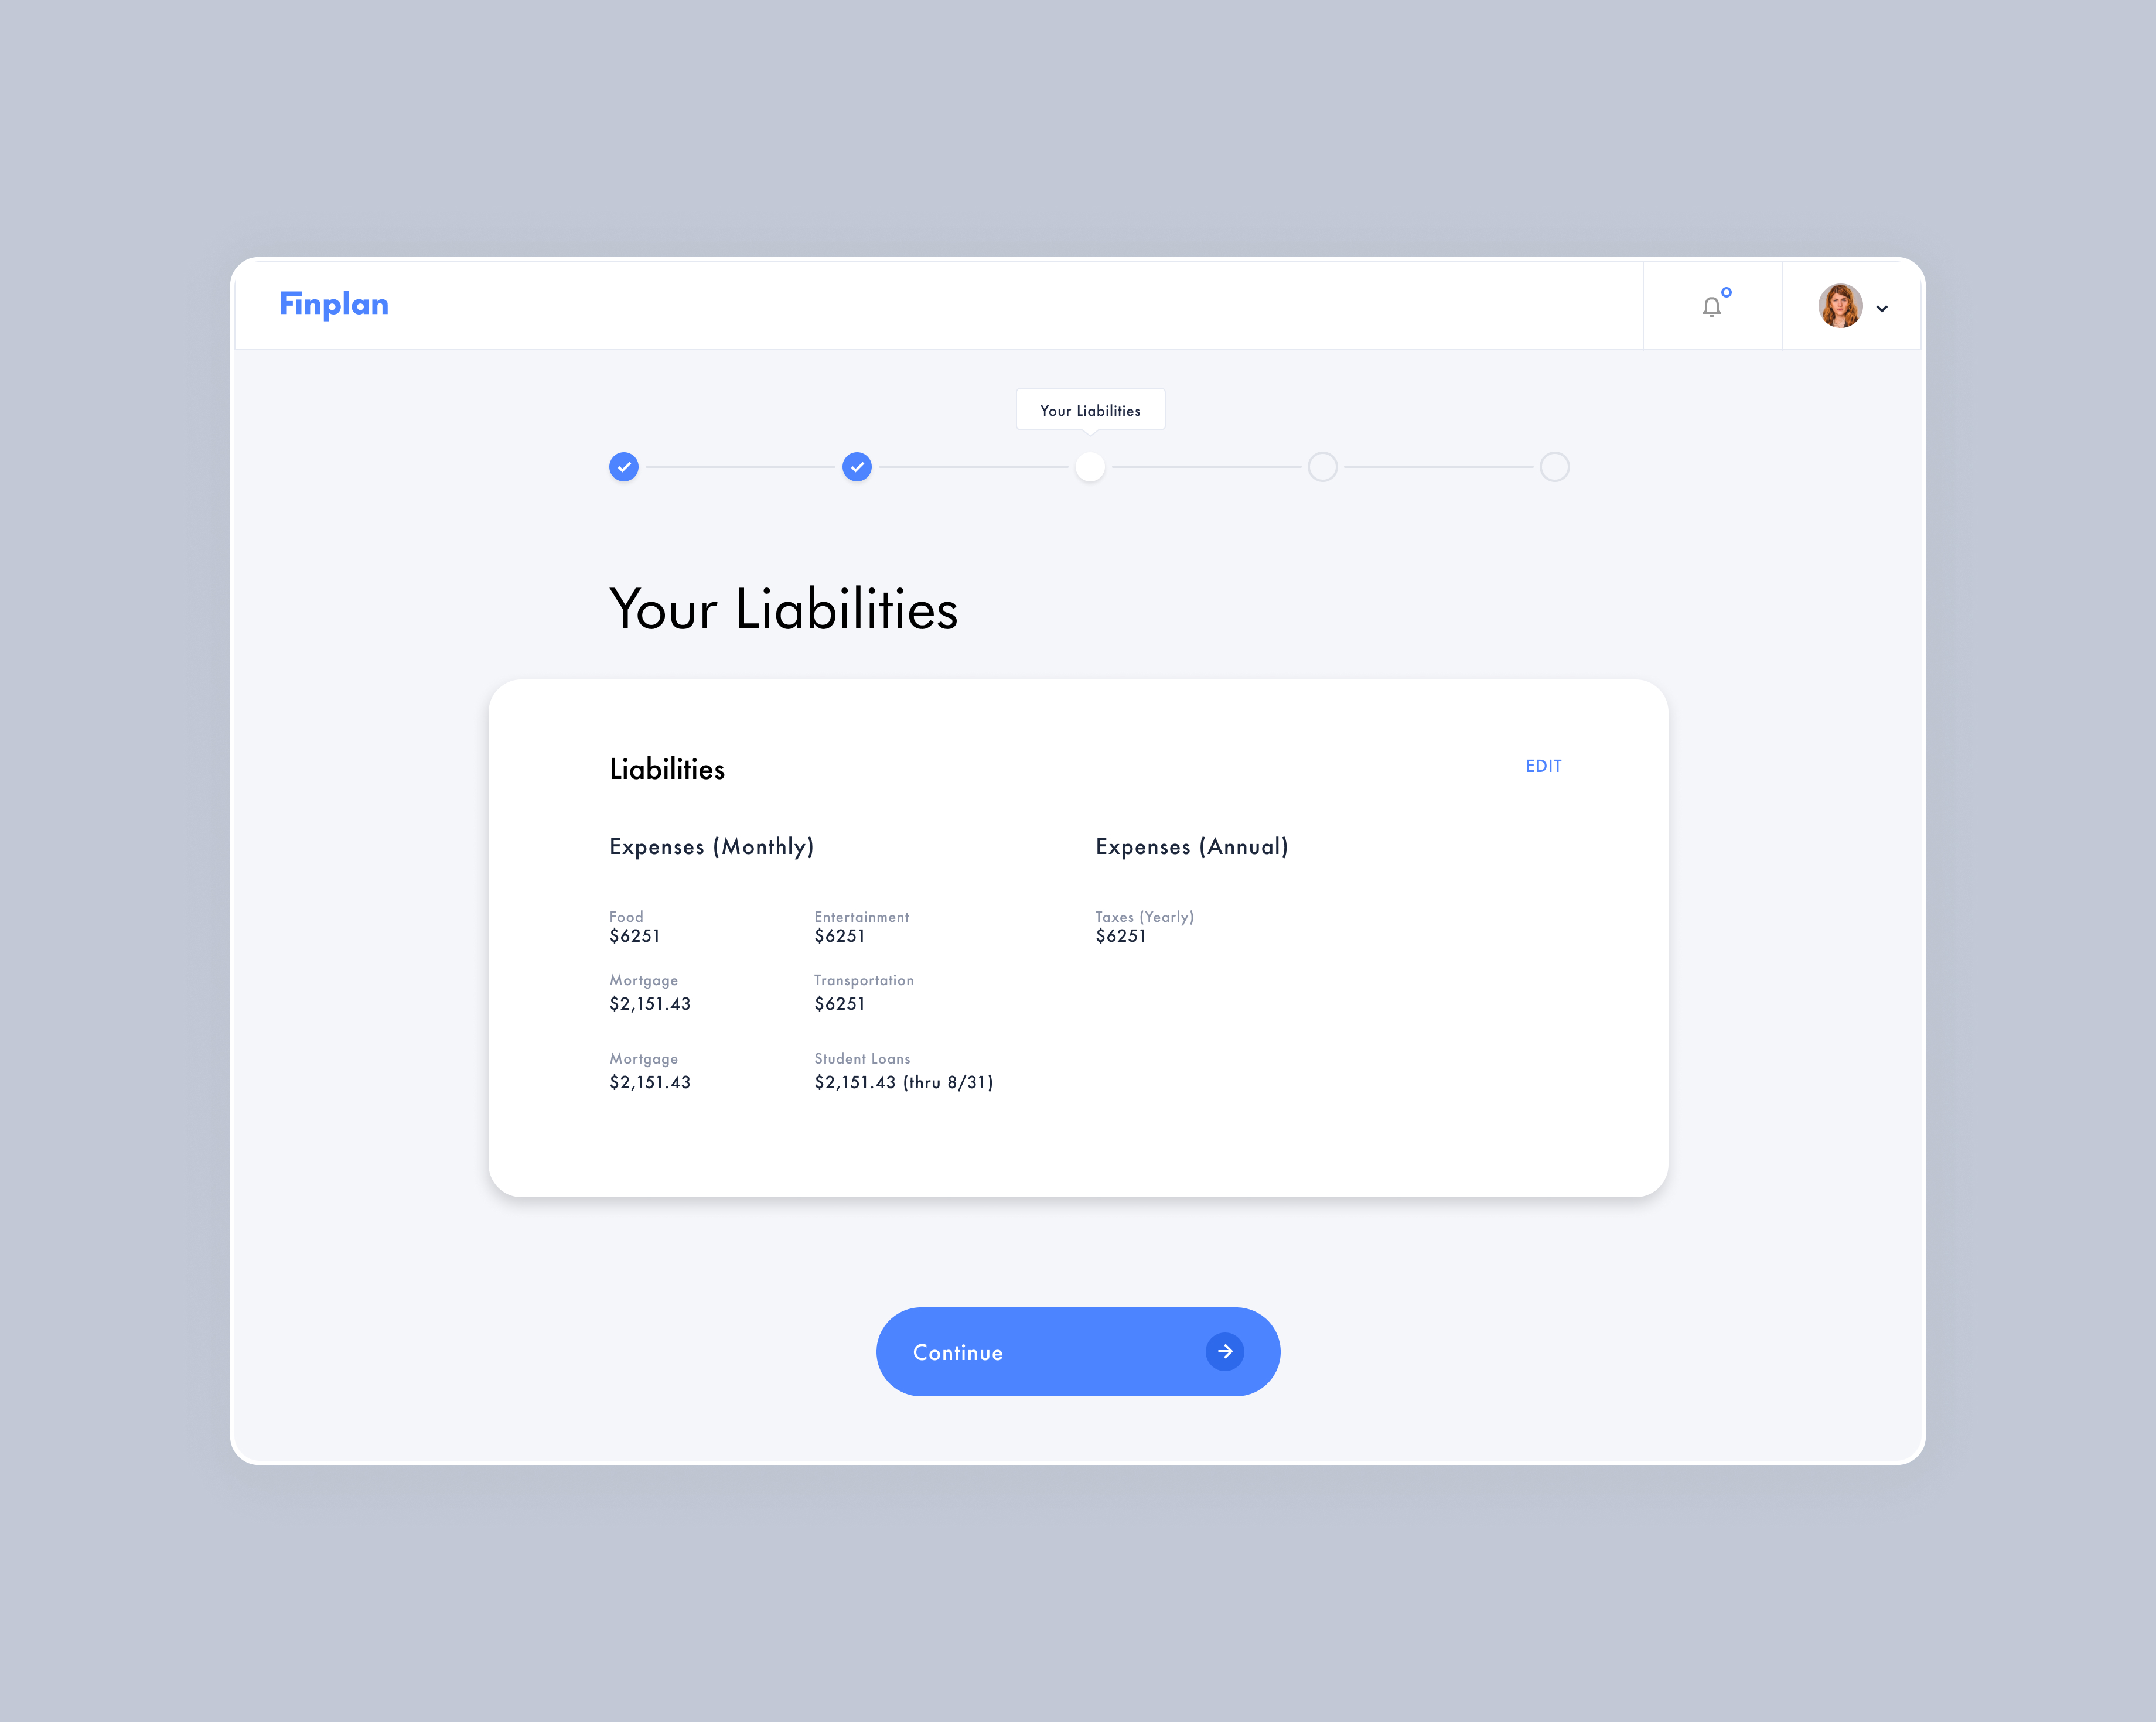 Finplan
Your Liabilities
Your Liabilities
Liabilities
EDIT
Expenses (Monthly)
Expenses (Annual)
Food
Entertainment
Taxes (Yearly)
$6251
$6251
$6251
Mortgage
Transportation
$2,151.43
$6251
Mortgage
Student Loans
$2,151.43
$2,151.43 (thru 8/31)
Continue